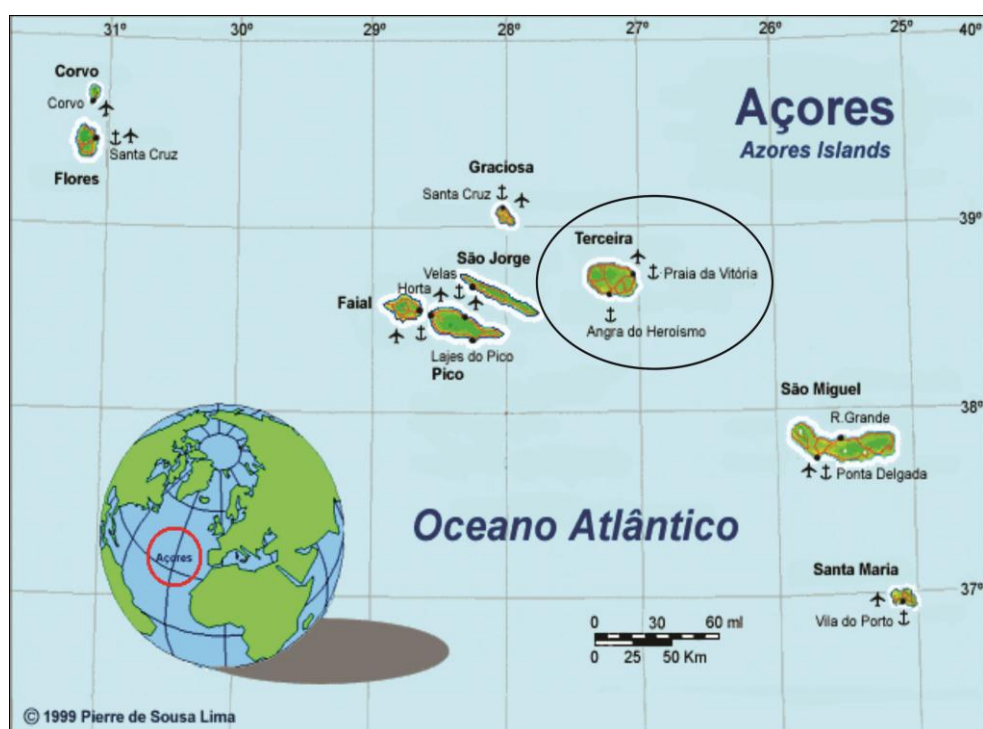 31º 30º 29º 28º 27º 26º 25º 40º
Corvo
Corvo
Santa Cruz
Flores
Açores
Azores Islands
Graciosa
Santa Cruz
39º
Terceira
Praia da Vitória
Angra do Heroísmo
São Jorge
Velas
Horta
Faial
Lajes do Pico
Pico
38º
São Miguel
R.Grande
Ponta Delgada
Oceano Atlântico
Açores
Santa Maria
37º
Vila do Porto
0 30 60 ml
0 25 50 Km
© 1999 Pierre de Sousa Lima